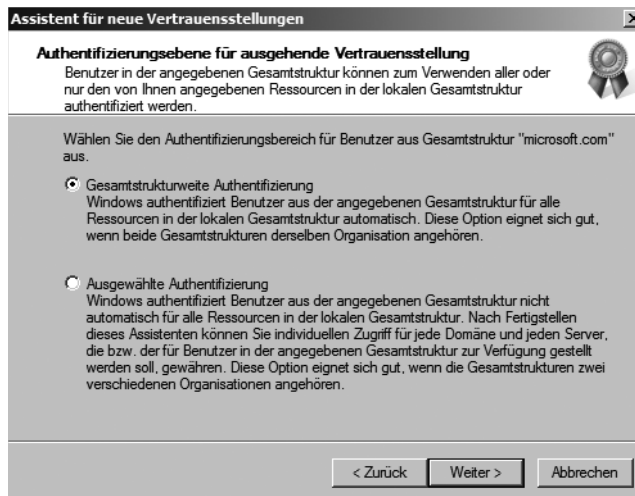 Assistent für neue Vertrauensstellungen
Authentifizierungsebene für ausgehende Vertrauensstellung
Benutzer in der angegebenen Gesamtstruktur können zum Verwenden aller oder
nur den von Ihnen angegebenen Ressourcen in der lokalen Gesamtstruktur
authentifiziert werden.
Wählen Sie den Authentifizierungsbereich für Benutzer aus Gesamtstruktur "microsoft.com"
aus.
Gesamtstrukturweite Authentifizierung
Windows authentifiziert Benutzer aus der angegebenen Gesamtstruktur für alle
Ressourcen in der lokalen Gesamtstruktur automatisch. Diese Option eignet sich gut,
wenn beide Gesamtstrukturen derselben Organisation angehören.
Ausgewählte Authentifizierung
Windows authentifiziert Benutzer aus der angegebenen Gesamtstruktur nicht
automatisch für alle Ressourcen in der lokalen Gesamtstruktur. Nach Fertigstellen
dieses Assistenten können Sie individuellen Zugriff für jede Domäne und jeden Server,
die bzw. der für Benutzer in der angegebenen Gesamtstruktur zur Verfügung gestellt
werden soll, gewähren. Diese Option eignet sich gut, wenn die Gesamtstrukturen zwei
verschiedenen Organisationen angehören.
< Zurück Weiter > Abbrechen